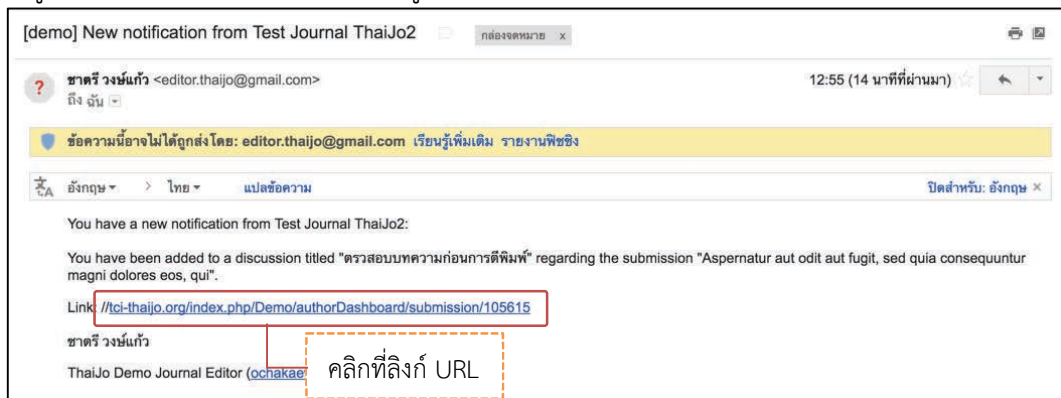 [demo] New notification from Test Journal ThaiJo2 กล่องจดหมาย x
ชาตรี วงษ์แก้ว <editor.thaijo@gmail.com> 12:55 (14 นาทีที่ผ่านมา)
ถึง ฉัน
ข้อความนี้อาจไม่ได้ถูกส่งโดย: editor.thaijo@gmail.com เรียนรู้เพิ่มเติม รายงานฟิชชิง
อังกฤษ > ไทย แปลข้อความ ปิดสำหรับ: อังกฤษ ×
You have a new notification from Test Journal ThaiJo2:
You have been added to a discussion titled "ตรวจสอบบทความก่อนการตีพิมพ์" regarding the submission "Aspernatur aut odit aut fugit, sed quia consequuntur
magni dolores eos, qui".
Link: //tci-thaijo.org/index.php/Demo/authorDashboard/submission/105615
ชาตรี วงษ์แก้ว
ThaiJo Demo Journal Editor (ochakae
คลิกที่ลิงก์ URL